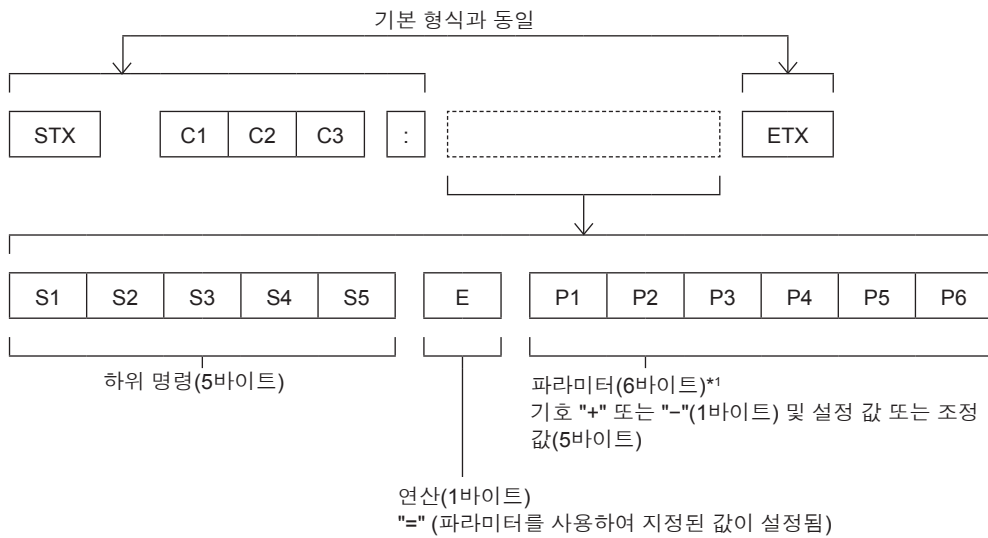 기본 형식과 동일
STX C1 C2 C3 : ETX
S1 S2 S3 S4 S5 E P1 P2 P3 P4 P5 P6
하위 명령(5바이트)
파라미터(6바이트)*1
기호 "+" 또는 "−"(1바이트) 및 설정 값 또는 조정
값(5바이트)
연산(1바이트)
"=" (파라미터를 사용하여 지정된 값이 설정됨)